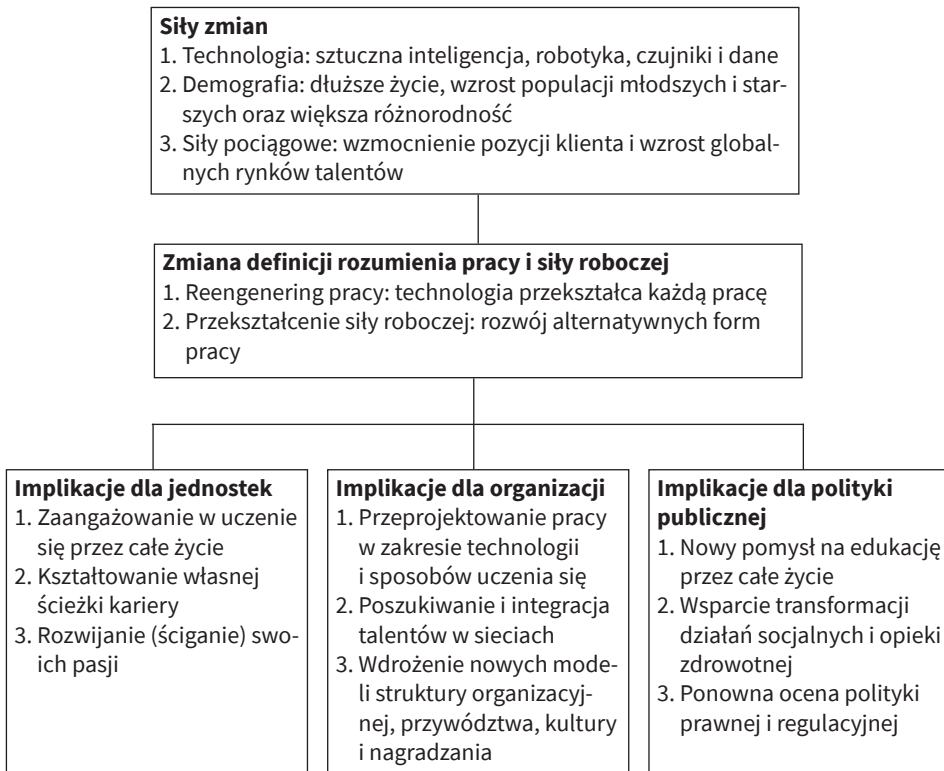 Siły zmian
1. Technologia: sztuczna inteligencja, robotyka, czujniki i dane
2. Demografia: dłuższe życie, wzrost populacji młodszych i star-
szych oraz większa różnorodność
3. Siły pociągowe: wzmocnienie pozycji klienta i wzrost global-
nych rynków talentów
Zmiana definicji rozumienia pracy i siły roboczej
1. Reengenering pracy: technologia przekształca każdą pracę
2. Przekształcenie siły roboczej: rozwój alternatywnych form
pracy
Implikacje dla jednostek
1. Zaangażowanie w uczenie
się przez całe życie
2. Kształtowanie własnej
ścieżki kariery
3. Rozwijanie (ściganie) swo-
ich pasji
Implikacje dla organizacji
1. Przeprojektowanie pracy
w zakresie technologii
i sposobów uczenia się
2. Poszukiwanie i integracja
talentów w sieciach
3. Wdrożenie nowych mode-
li struktury organizacyj-
nej, przywództwa, kultury
i nagradzania
Implikacje dla polityki
publicznej
1. Nowy pomysł na edukację
przez całe życie
2. Wsparcie transformacji
działań socjalnych i opieki
zdrowotnej
3. Ponowna ocena polityki
prawnej i regulacyjnej